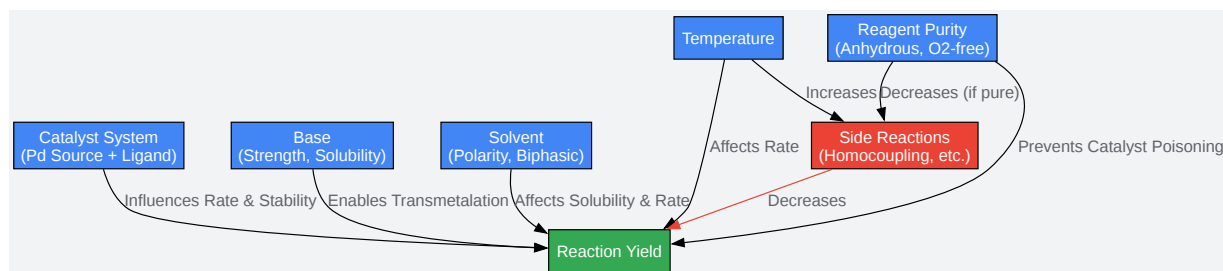 Temperature
Reagent Purity
(Anhydrous, O2-free)
Increases
Decreases (if pure)
Catalyst System
(Pd Source + Ligand)
Base
(Strength, Solubility)
Solvent
(Polarity, Biphasic)
Affects Rate
Side Reactions
(Homocoupling, etc.)
Prevents Catalyst Poisoning
Influences Rate & Stability
Enables Transmetalation
Affects Solubility & Rate
Decreases
Reaction Yield